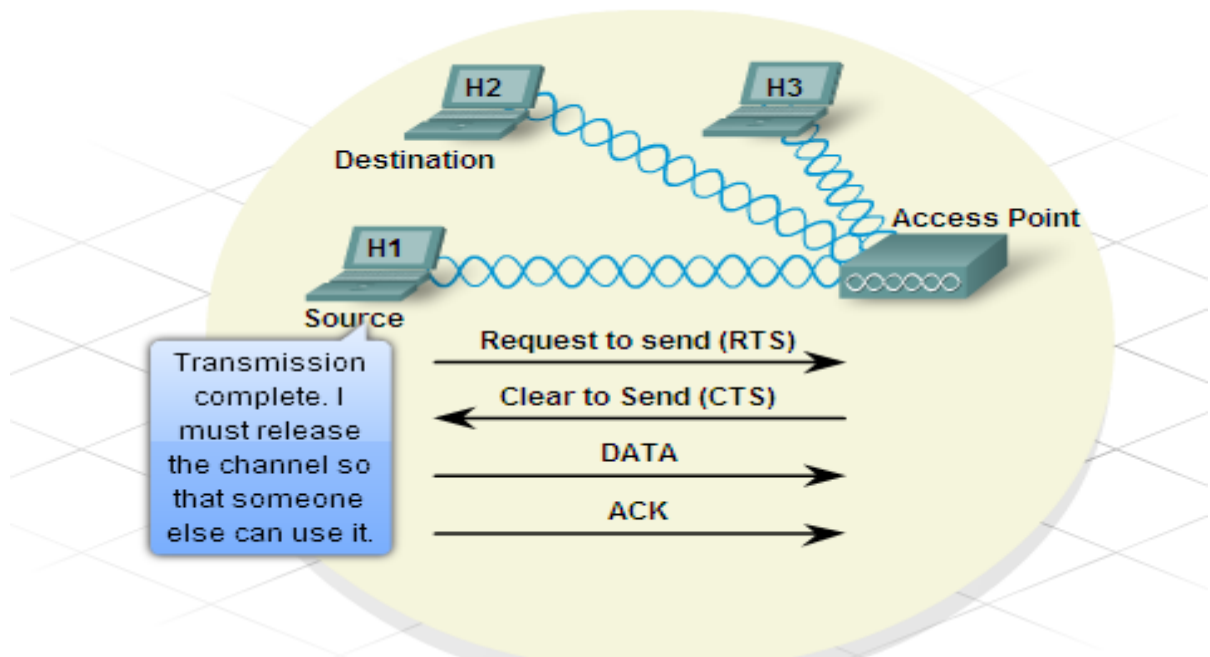 H2
H3
Destination
Access Point
H1
Source
Transmission
complete. I
must release
the channel so
that someone
else can use it.
Request to send (RTS)
Clear to Send (CTS)
DATA
ACK